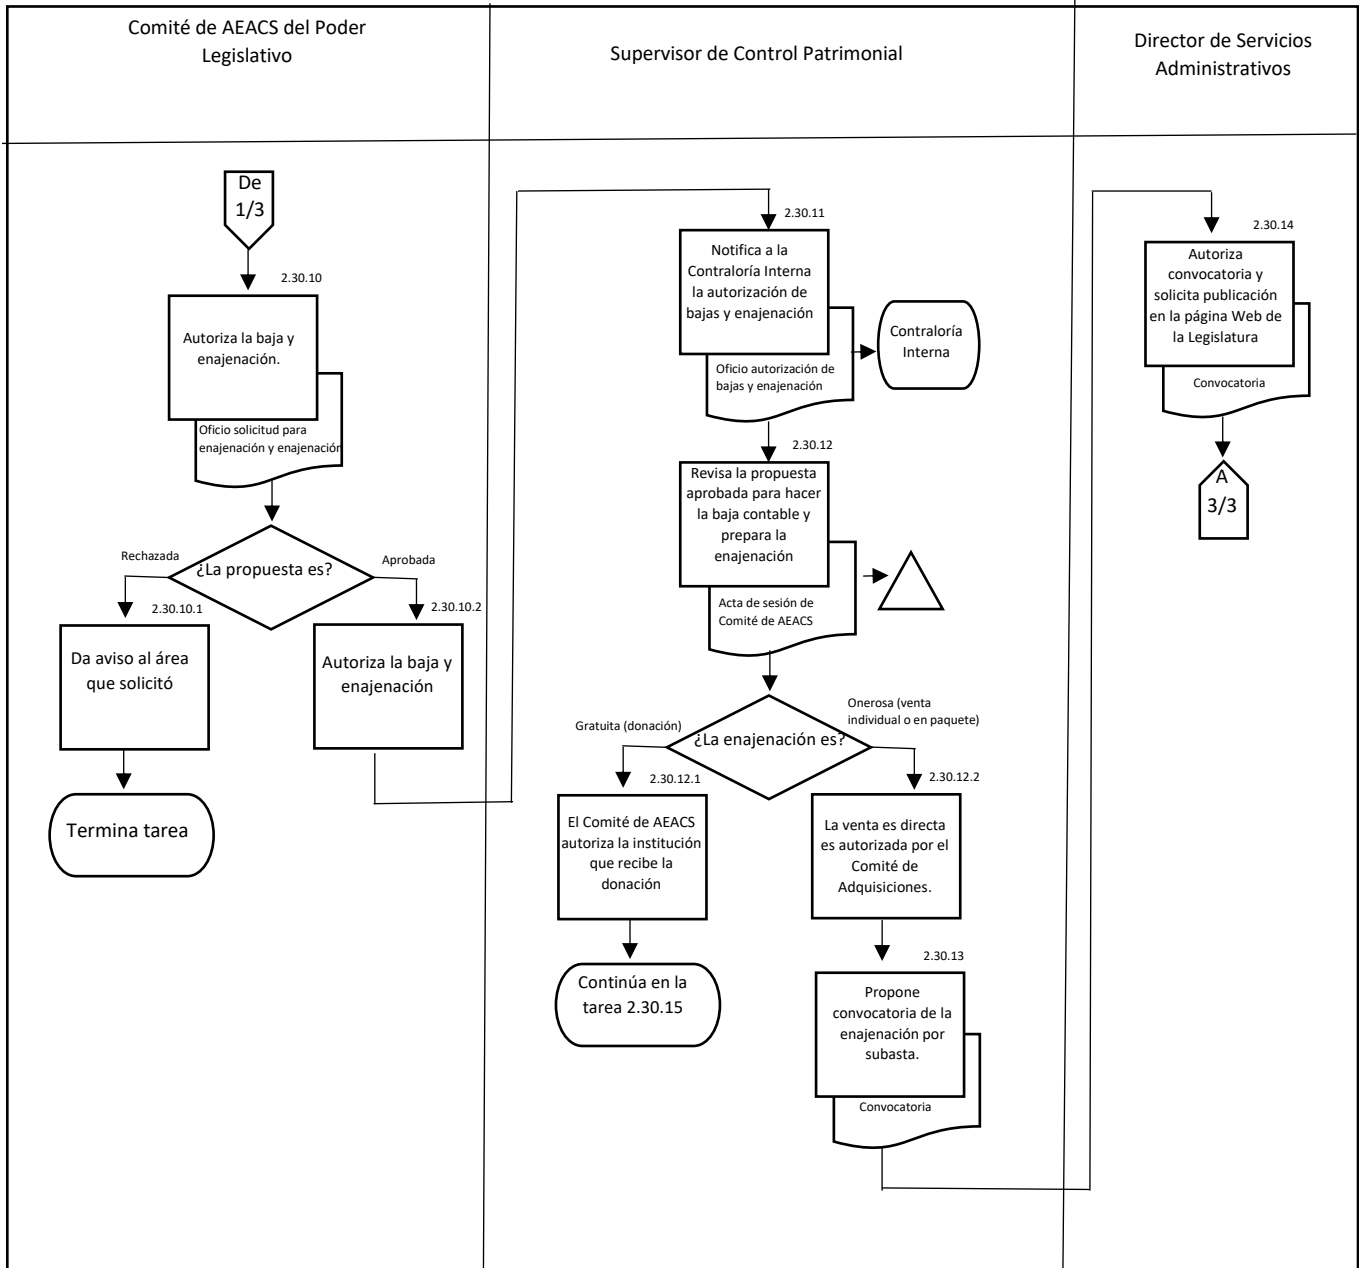 Comité de AEACS del Poder
Legislativo
Supervisor de Control Patrimonial
Director de Servicios
Administrativos
De
1/3
2.30.10
Autoriza la baja y
enajenación.
Oficio solicitud para
enajenación y enajenación
¿La propuesta es?
Rechazada
Aprobada
2.30.10.1
Da aviso al área
que solicitó
2.30.10.2
Autoriza la baja y
enajenación
Termina tarea
2.30.11
Notifica a la
Contraloría Interna
la autorización de
bajas y enajenación
Oficio autorización de
bajas y enajenación
Contraloría
Interna
2.30.12
Revisa la propuesta
aprobada para hacer
la baja contable y
prepara la
enajenación
Acta de sesión de
Comité de AEACS
¿La enajenación es?
Gratuita (donación)
Onerosa (venta
individual o en paquete)
2.30.12.1
El Comité de AEACS
autoriza la institución
que recibe la
donación
Continúa en la
tarea 2.30.15
2.30.12.2
La venta es directa
es autorizada por el
Comité de
Adquisiciones.
2.30.13
Propone
convocatoria de la
enajenación por
subasta.
Convocatoria
2.30.14
Autoriza
convocatoria y
solicita publicación
en la página Web de
la Legislatura
Convocatoria
A
3/3